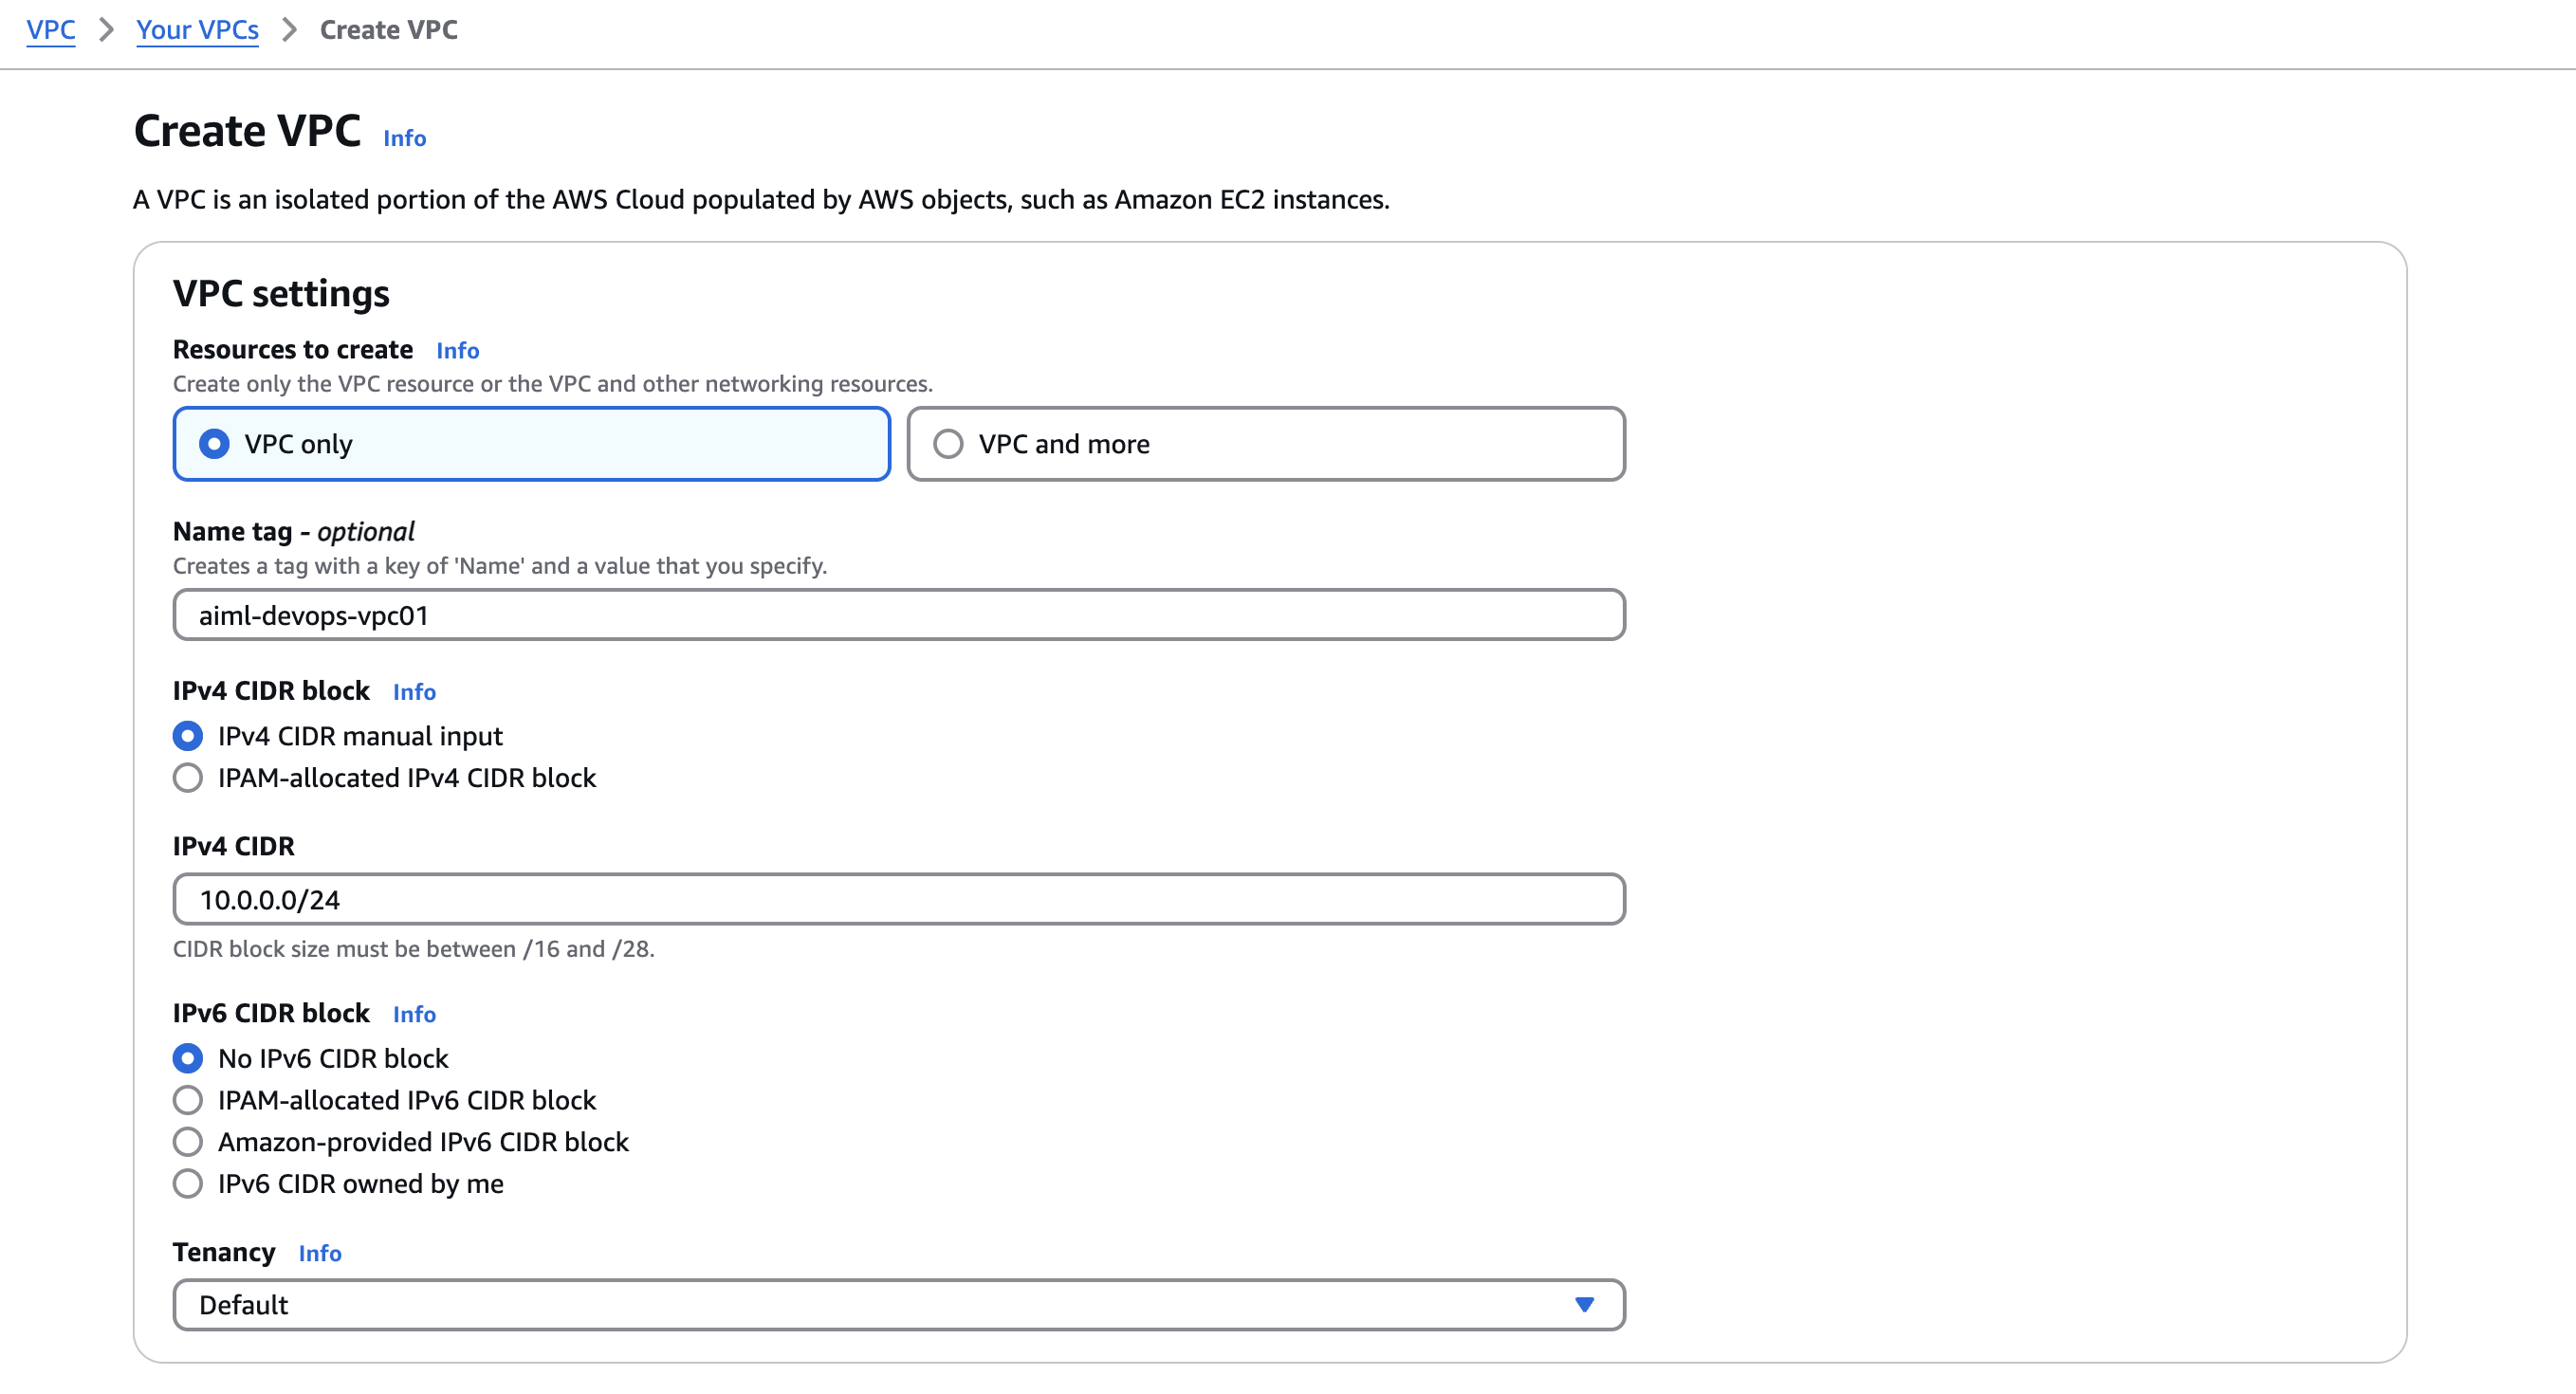 VPC > Your VPCs > Create VPC
Create VPC Info
A VPC is an isolated portion of the AWS Cloud populated by AWS objects, such as Amazon EC2 instances.
VPC settings
Resources to create Info
Create only the VPC resource or the VPC and other networking resources.
VPC only VPC and more
Name tag - optional
Creates a tag with a key of 'Name' and a value that you specify.
aiml-devops-vpc01
IPv4 CIDR block Info
IPv4 CIDR manual input
IPAM-allocated IPv4 CIDR block
IPv4 CIDR
10.0.0.0/24
CIDR block size must be between /16 and /28.
IPv6 CIDR block Info
No IPv6 CIDR block
IPAM-allocated IPv6 CIDR block
Amazon-provided IPv6 CIDR block
IPv6 CIDR owned by me
Tenancy Info
Default